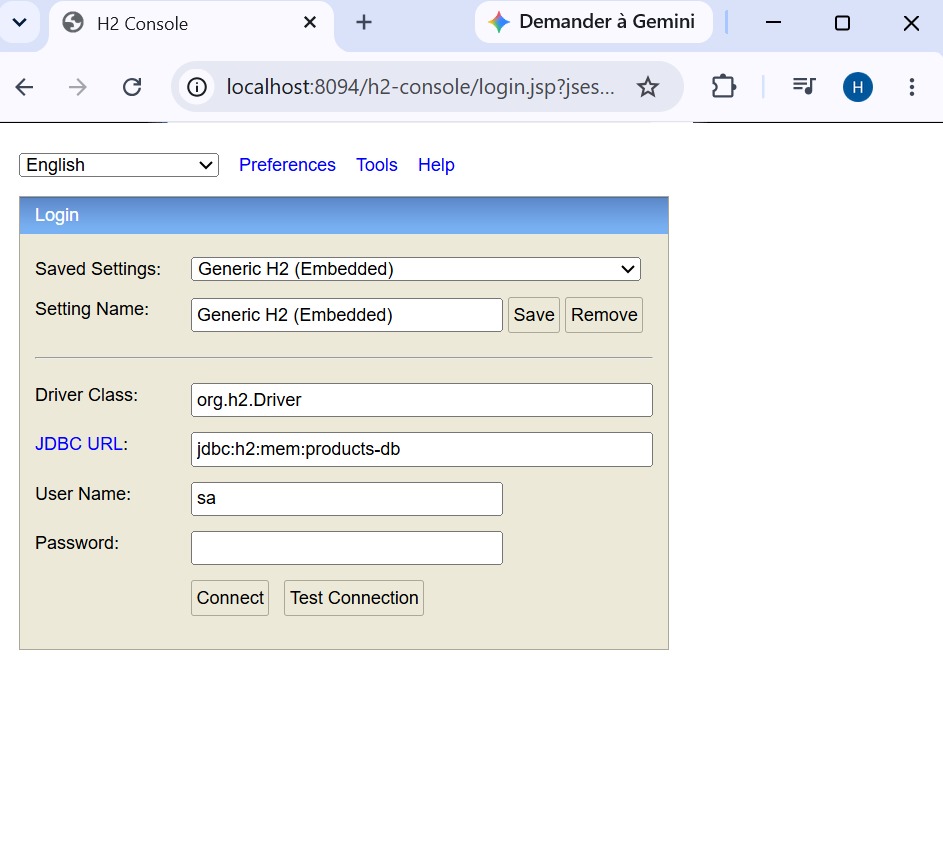 H2 Console
Demander à Gemini
localhost:8094/h2-console/login.jsp?jses...
H
English Preferences Tools Help
Login
Saved Settings: Generic H2 (Embedded)
Setting Name: Generic H2 (Embedded) Save Remove
Driver Class: org.h2.Driver
JDBC URL: jdbc:h2:mem:products-db
User Name: sa
Password:
Connect Test Connection